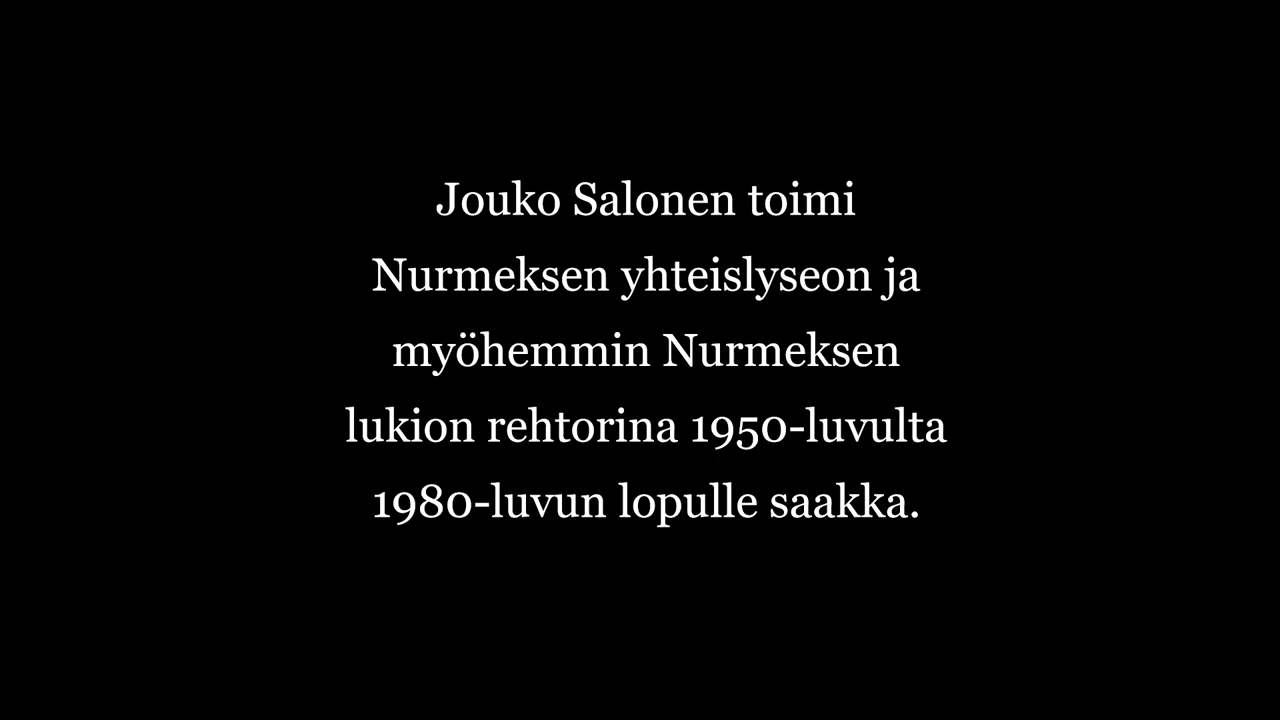 Jouko Salonen toimi
Nurmeksen yhteislyseon ja
myöhemmin Nurmeksen
lukion rehtorina 1950-luvulta
1980-luvun lopulle saakka.